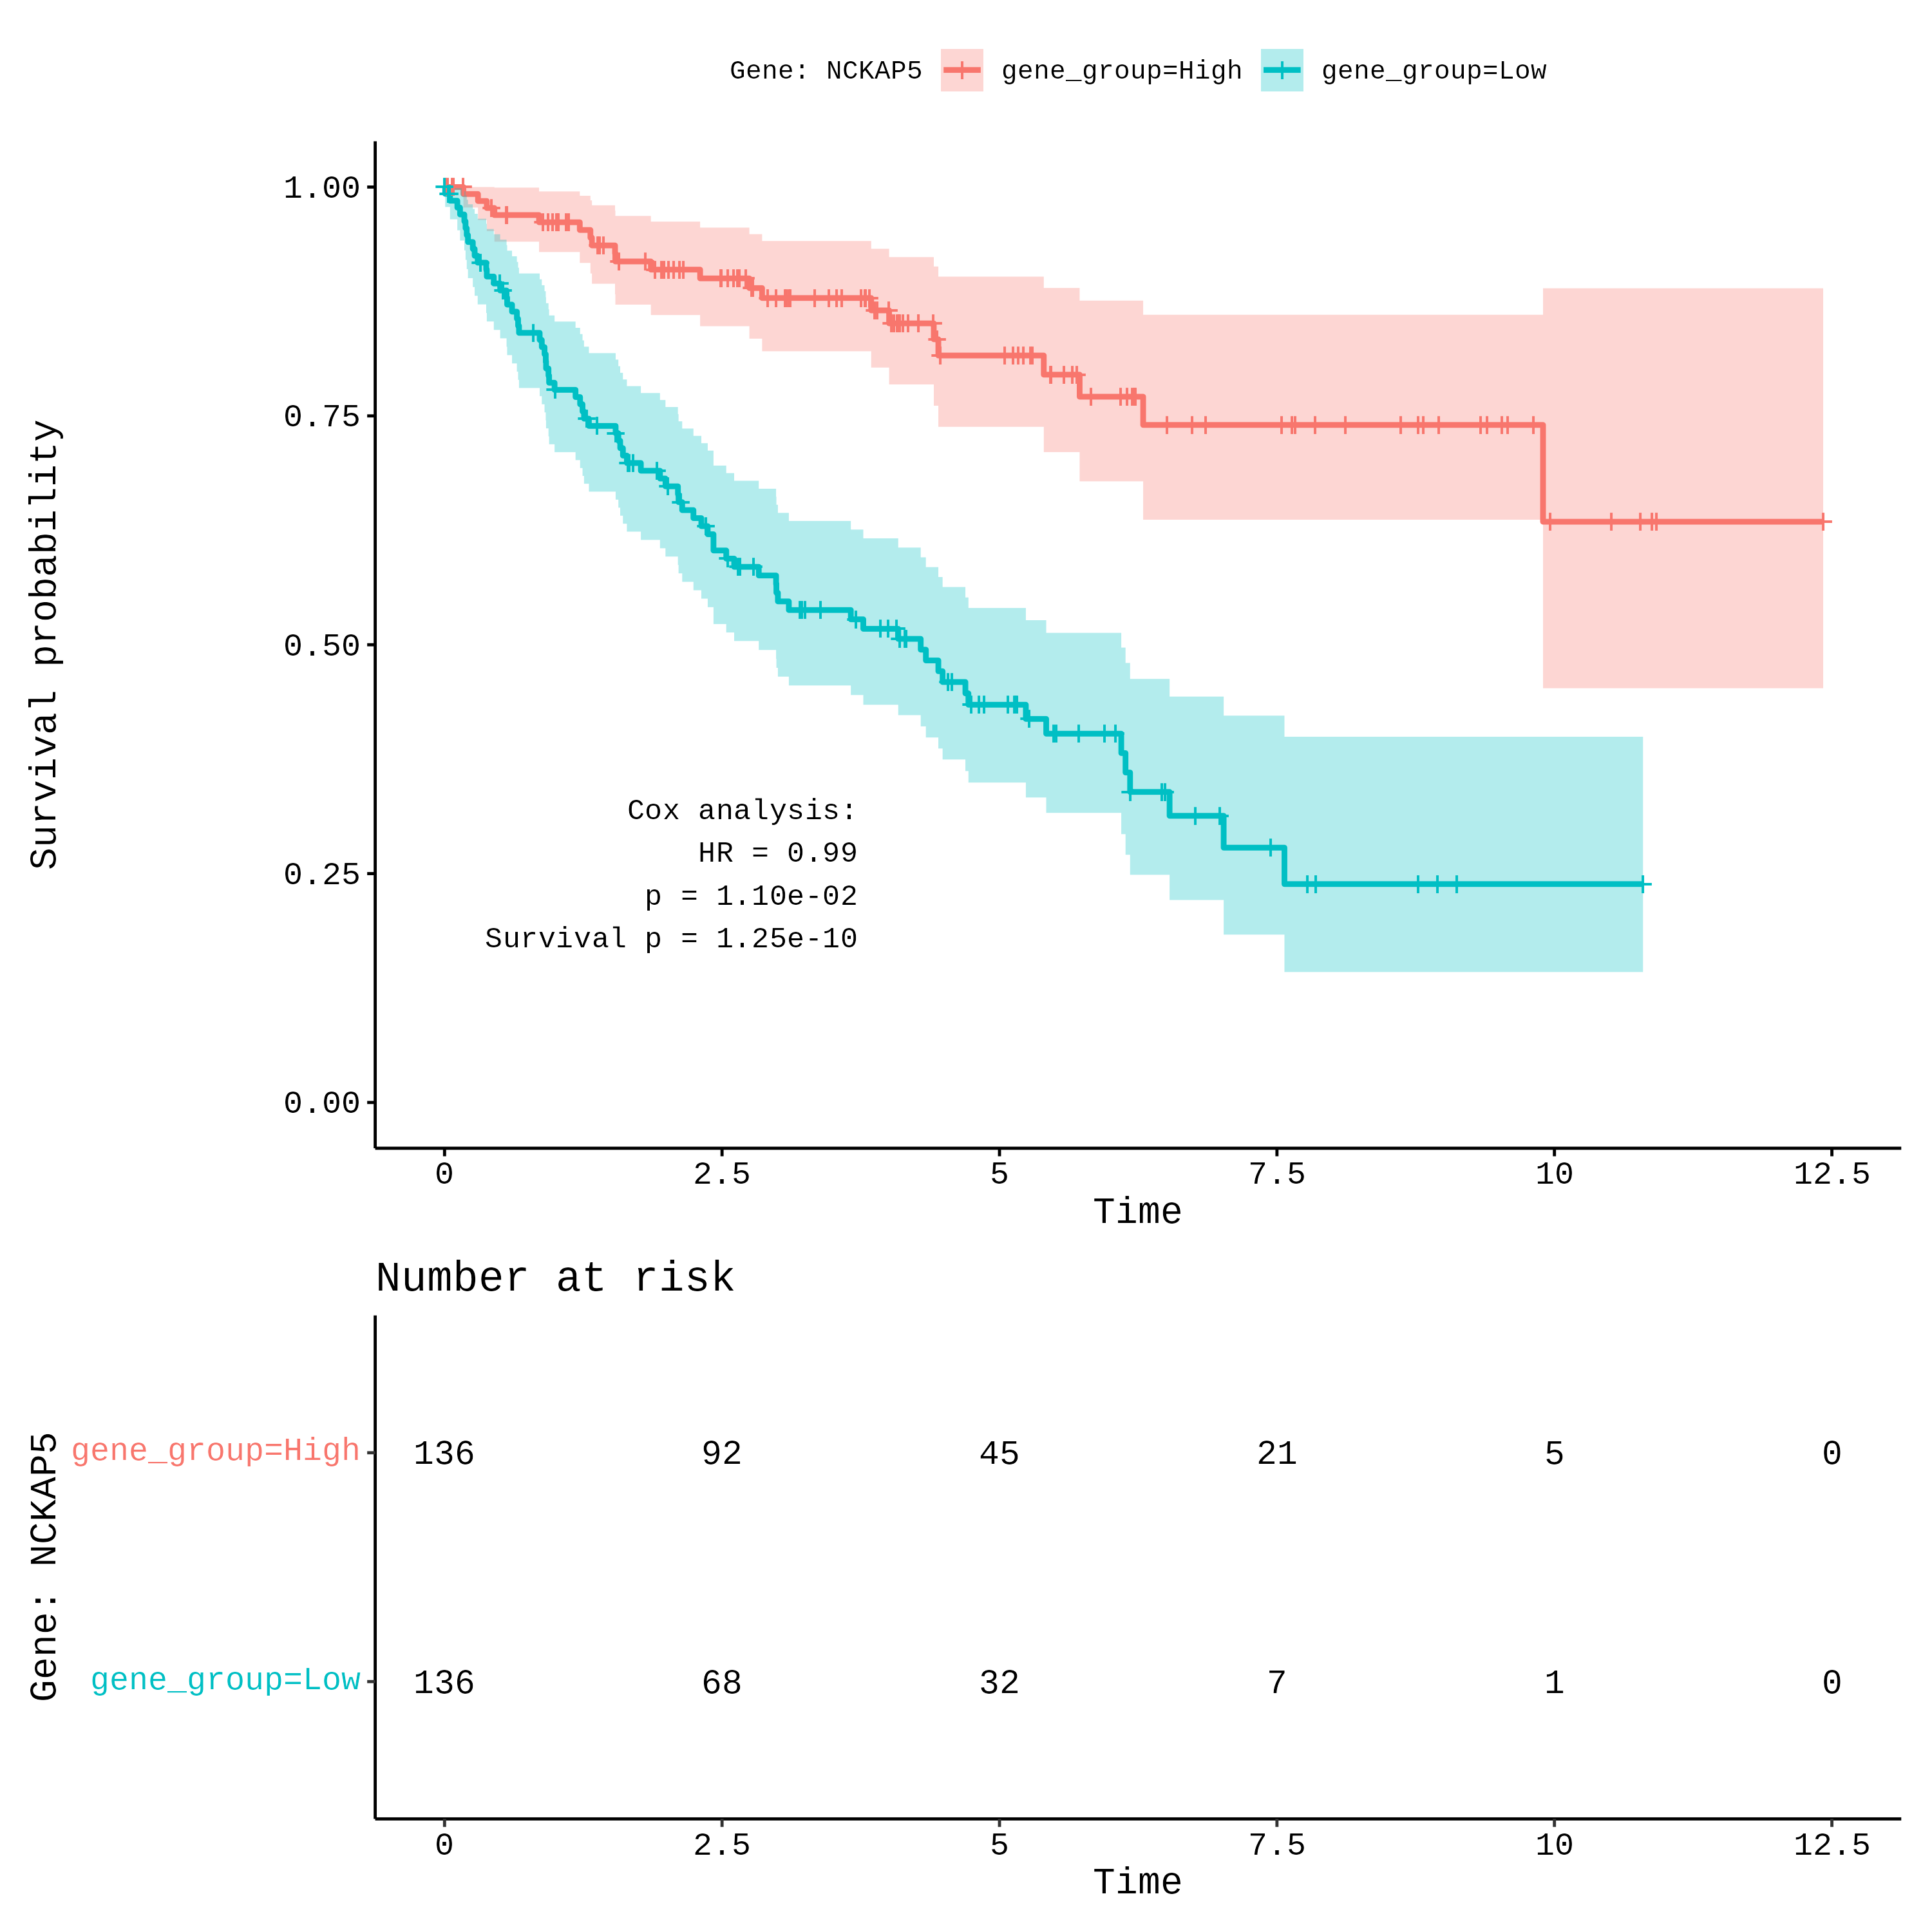 Gene: NCKAP5 gene_group=High gene_group=Low
Survival probability
1.00
0.75
0.50
0.25
0.00
Cox analysis:
HR = 0.99
p = 1.10e-02
Survival p = 1.25e-10
0 2.5 5 7.5 10 12.5
Time
Number at risk
Gene: NCKAP5
gene_group=High 136 92 45 21 5 0
gene_group=Low 136 68 32 7 1 0
0 2.5 5 7.5 10 12.5
Time